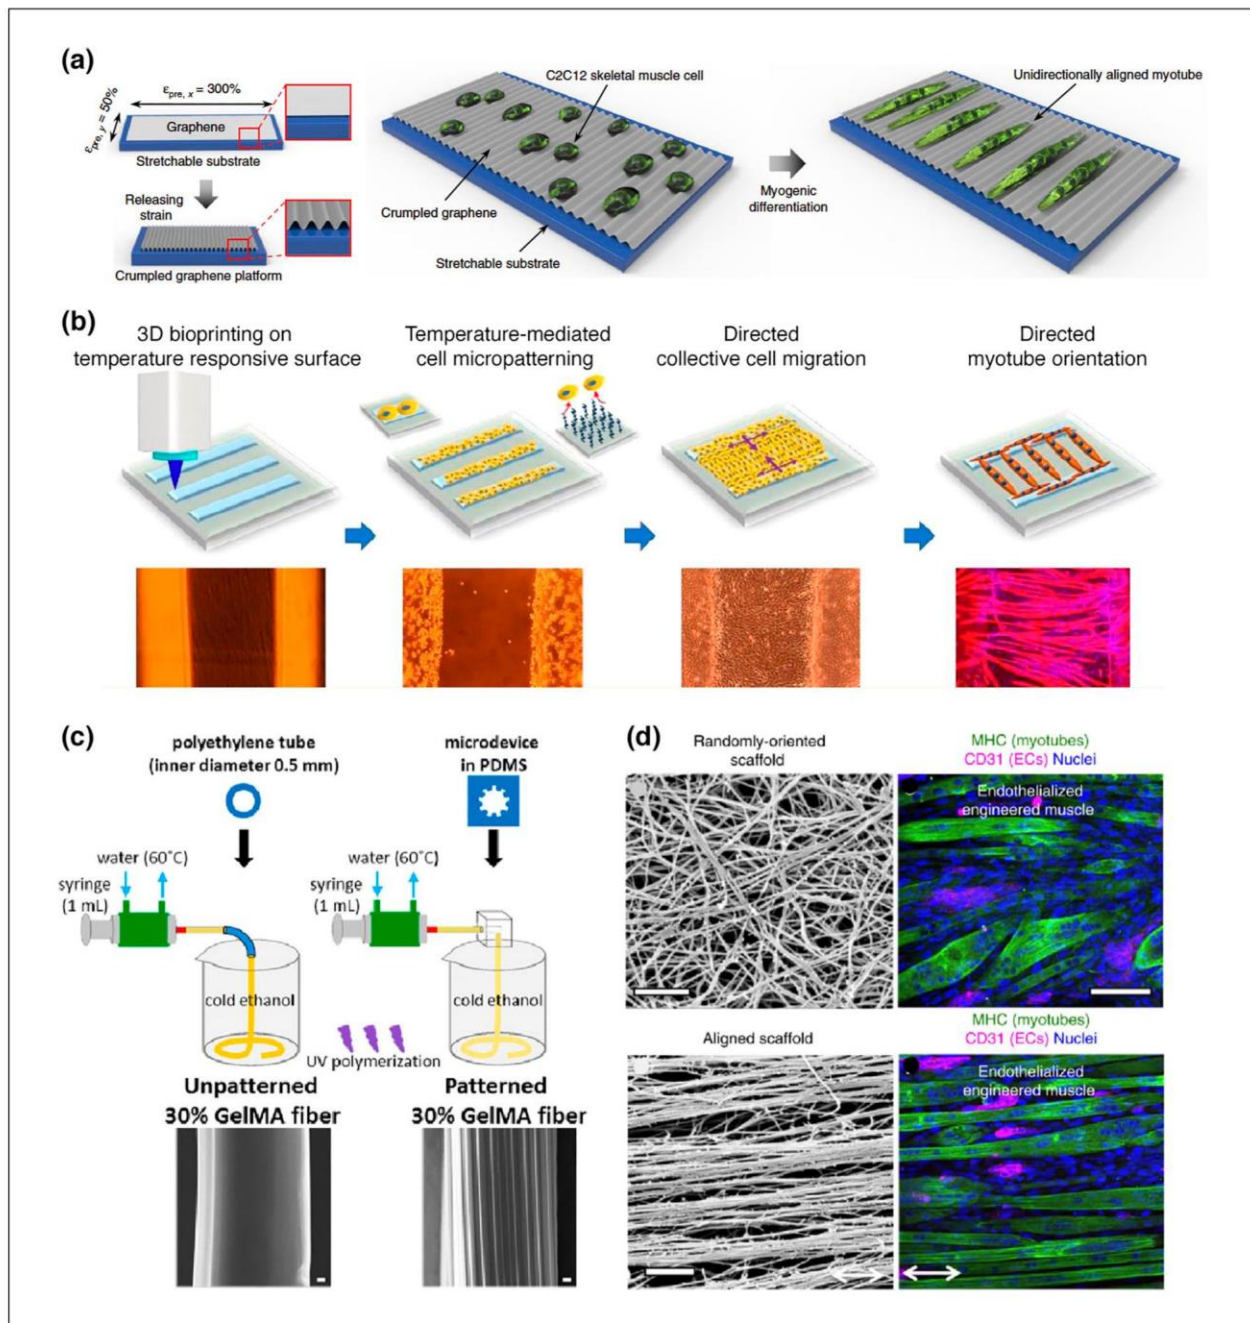 (a)
ε pre, x = 300%
ε pre, y = 50%
Graphene
Stretchable substrate
Releasing
strain
Crumpled graphene platform
C2C12 skeletal muscle cell
Crumpled graphene
Stretchable substrate
Myogenic
differentiation
Unidirectionally aligned myotube
(b)
3D bioprinting on
temperature responsive surface
Temperature-mediated
cell micropatterning
Directed
collective cell migration
Directed
myotube orientation
(c)
polyethylene tube
(inner diameter 0.5 mm)
water (60°C)
syringe
(1 mL)
cold ethanol
Unpatterned
30% GelMA fiber
microdevice
in PDMS
water (60°C)
syringe
(1 mL)
cold ethanol
UV polymerization
Patterned
30% GelMA fiber
(d)
Randomly-oriented
scaffold
MHC (myotubes)
CD31 (ECs) Nuclei
Endothelialized
engineered muscle
Aligned scaffold
MHC (myotubes)
CD31 (ECs) Nuclei
Endothelialized
engineered muscle